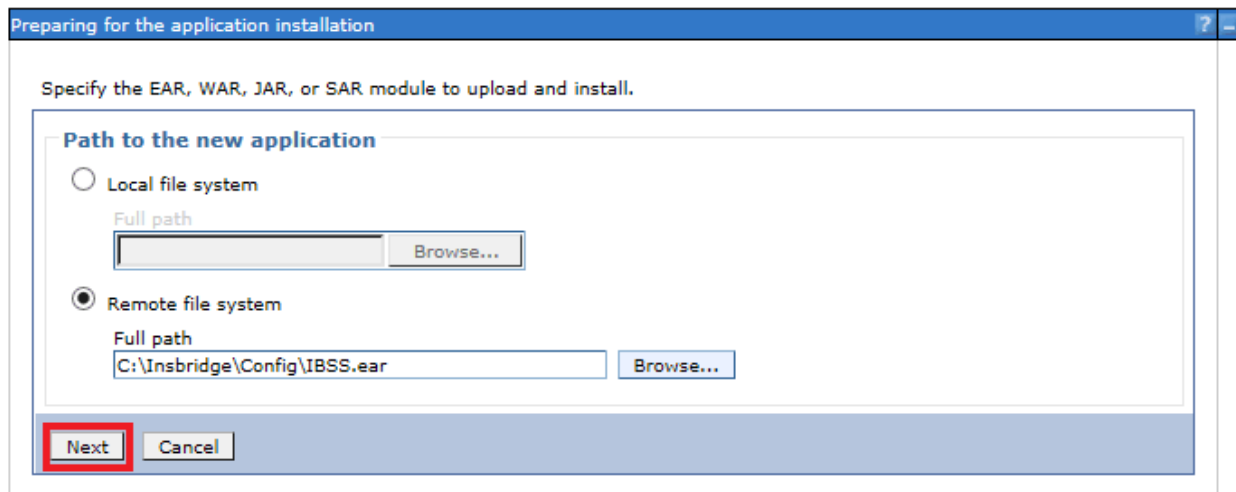 Preparing for the application installation ?
Specify the EAR, WAR, JAR, or SAR module to upload and install.
Path to the new application
Local file system
Full path
Browse...
Remote file system
Full path
C:\Insbridge\Config\IBSS.ear Browse...
Next Cancel